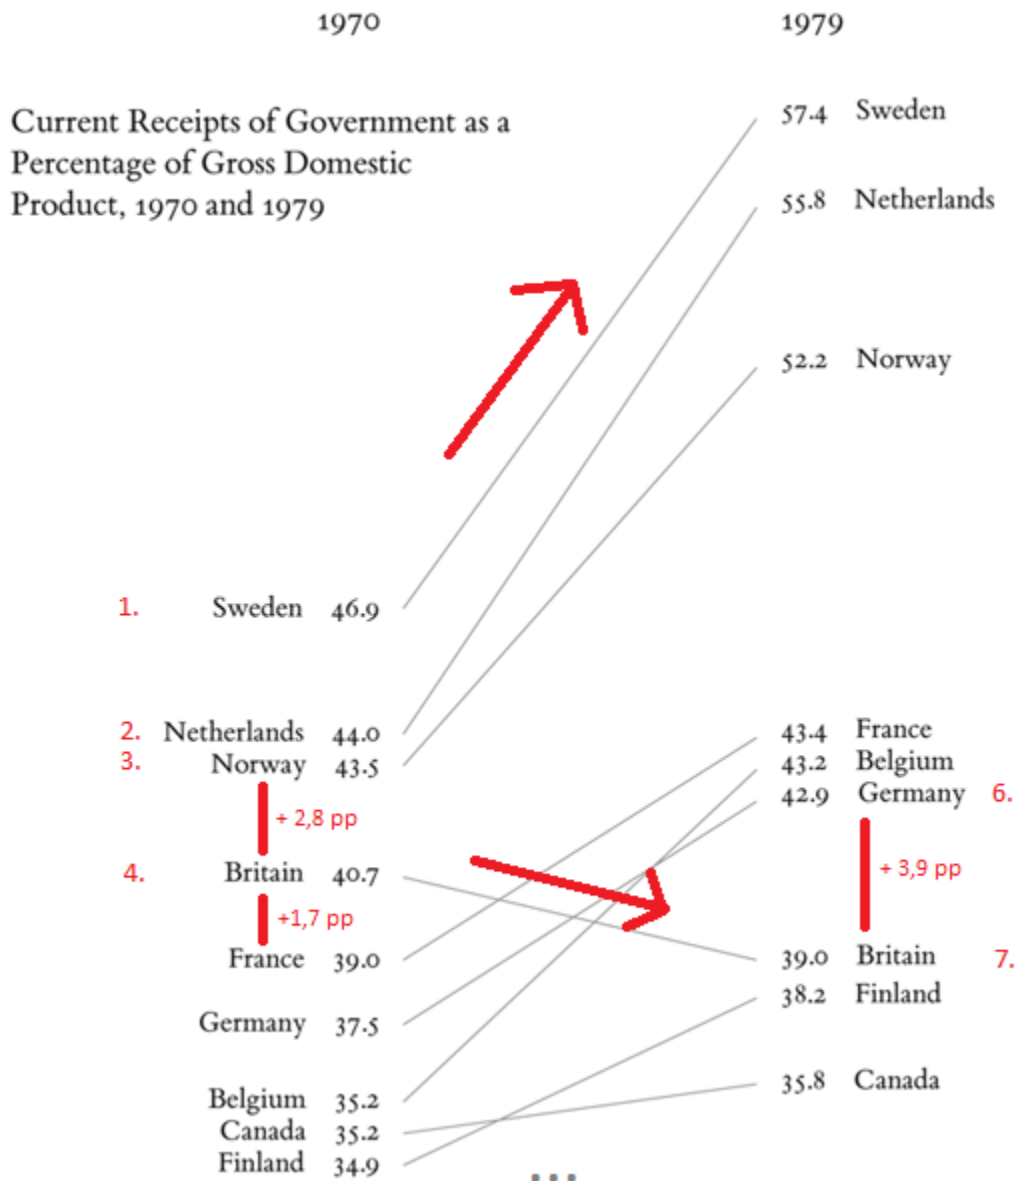 1970 1979
Current Receipts of Government as a
Percentage of Gross Domestic
Product, 1970 and 1979
57.4 Sweden
55.8 Netherlands
52.2 Norway
1. Sweden 46.9
2. Netherlands 44.0
43.4 France
3. Norway 43.5
43.2 Belgium
42.9 Germany 6.
+ 2,8 pp
4. Britain 40.7
+ 3,9 pp
+1,7 pp
France 39.0
39.0 Britain 7.
38.2 Finland
Germany 37.5
35.8 Canada
Belgium 35.2
Canada 35.2
Finland 34.9
...